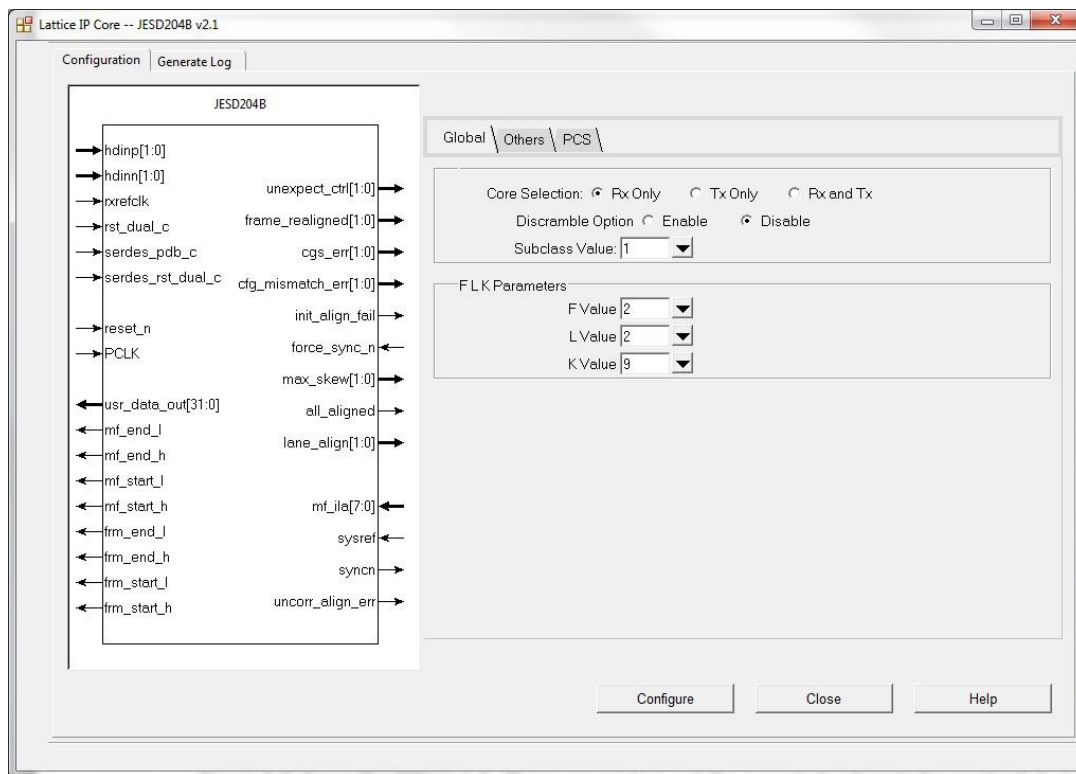 Lattice IP Core -- JESD204B v2.1
Configuration
Generate Log
JESD204B
hdinp[1:0]
hdinn[1:0]
rxrefclk
rst_dual_c
serdes_pdb_c
serdes_rst_dual_c
reset_n
PCLK
usr_data_out[31:0]
mf_end_l
mf_end_h
mf_start_l
mf_start_h
frm_end_l
frm_end_h
frm_start_l
frm_start_h
unexpect_ctrl[1:0]
frame_realigned[1:0]
cgs_err[1:0]
cfg_mismatch_err[1:0]
init_align_fail
force_sync_n
max_skew[1:0]
all_aligned
lane_align[1:0]
mf_ila[7:0]
sysref
syncn
uncorr_align_err
Global
Others
PCS
Core Selection: Rx Only Tx Only Rx and Tx
Discramble Option Enable Disable
Subclass Value: 1
F L K Parameters
F Value 2
L Value 2
K Value 9
Configure
Close
Help